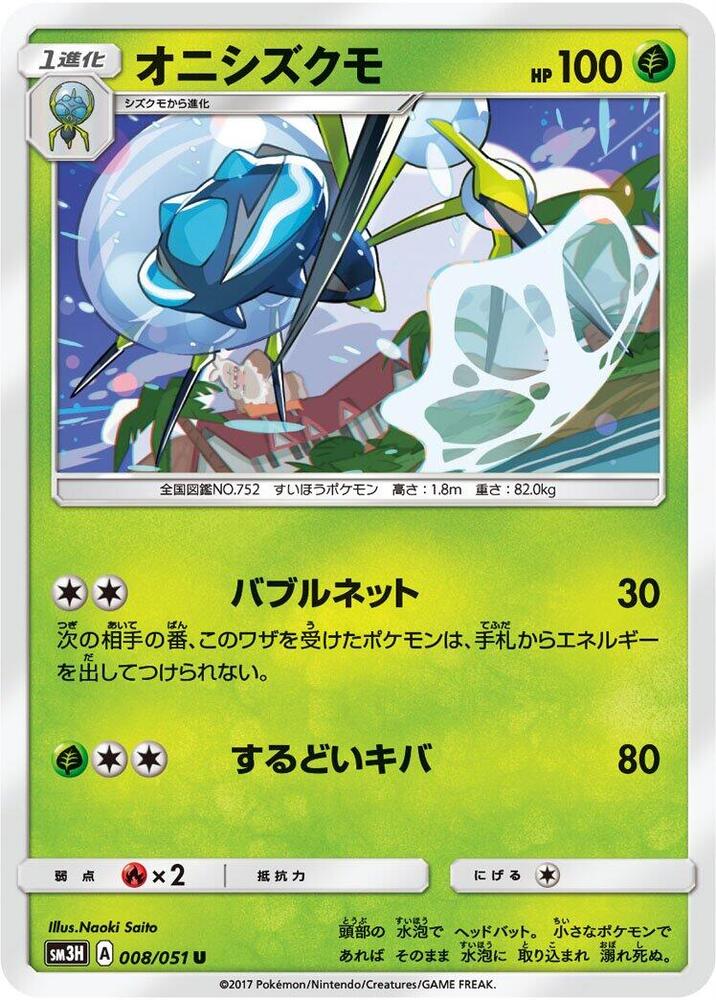 1進化
オニシズクモ
HP 100
シズクモから進化
全国図鑑NO.752 すいほうポケモン 高さ:1.8m 重さ:82.0kg
バブルネット 30
次の相手の番、このワザを受けたポケモンは、手札からエネルギー
を出してつけられない。
するどいキバ 80
弱点 ×2 抵抗力 にげる
Illus.Naoki Saito
頭部の 水泡で ヘッドバット。 小さなポケモンで
あれば そのまま 水泡に 取り込まれ 溺れ死ぬ。
SM3H A 008/051 U
©2017 Pokémon/Nintendo/Creatures/GAME FREAK.